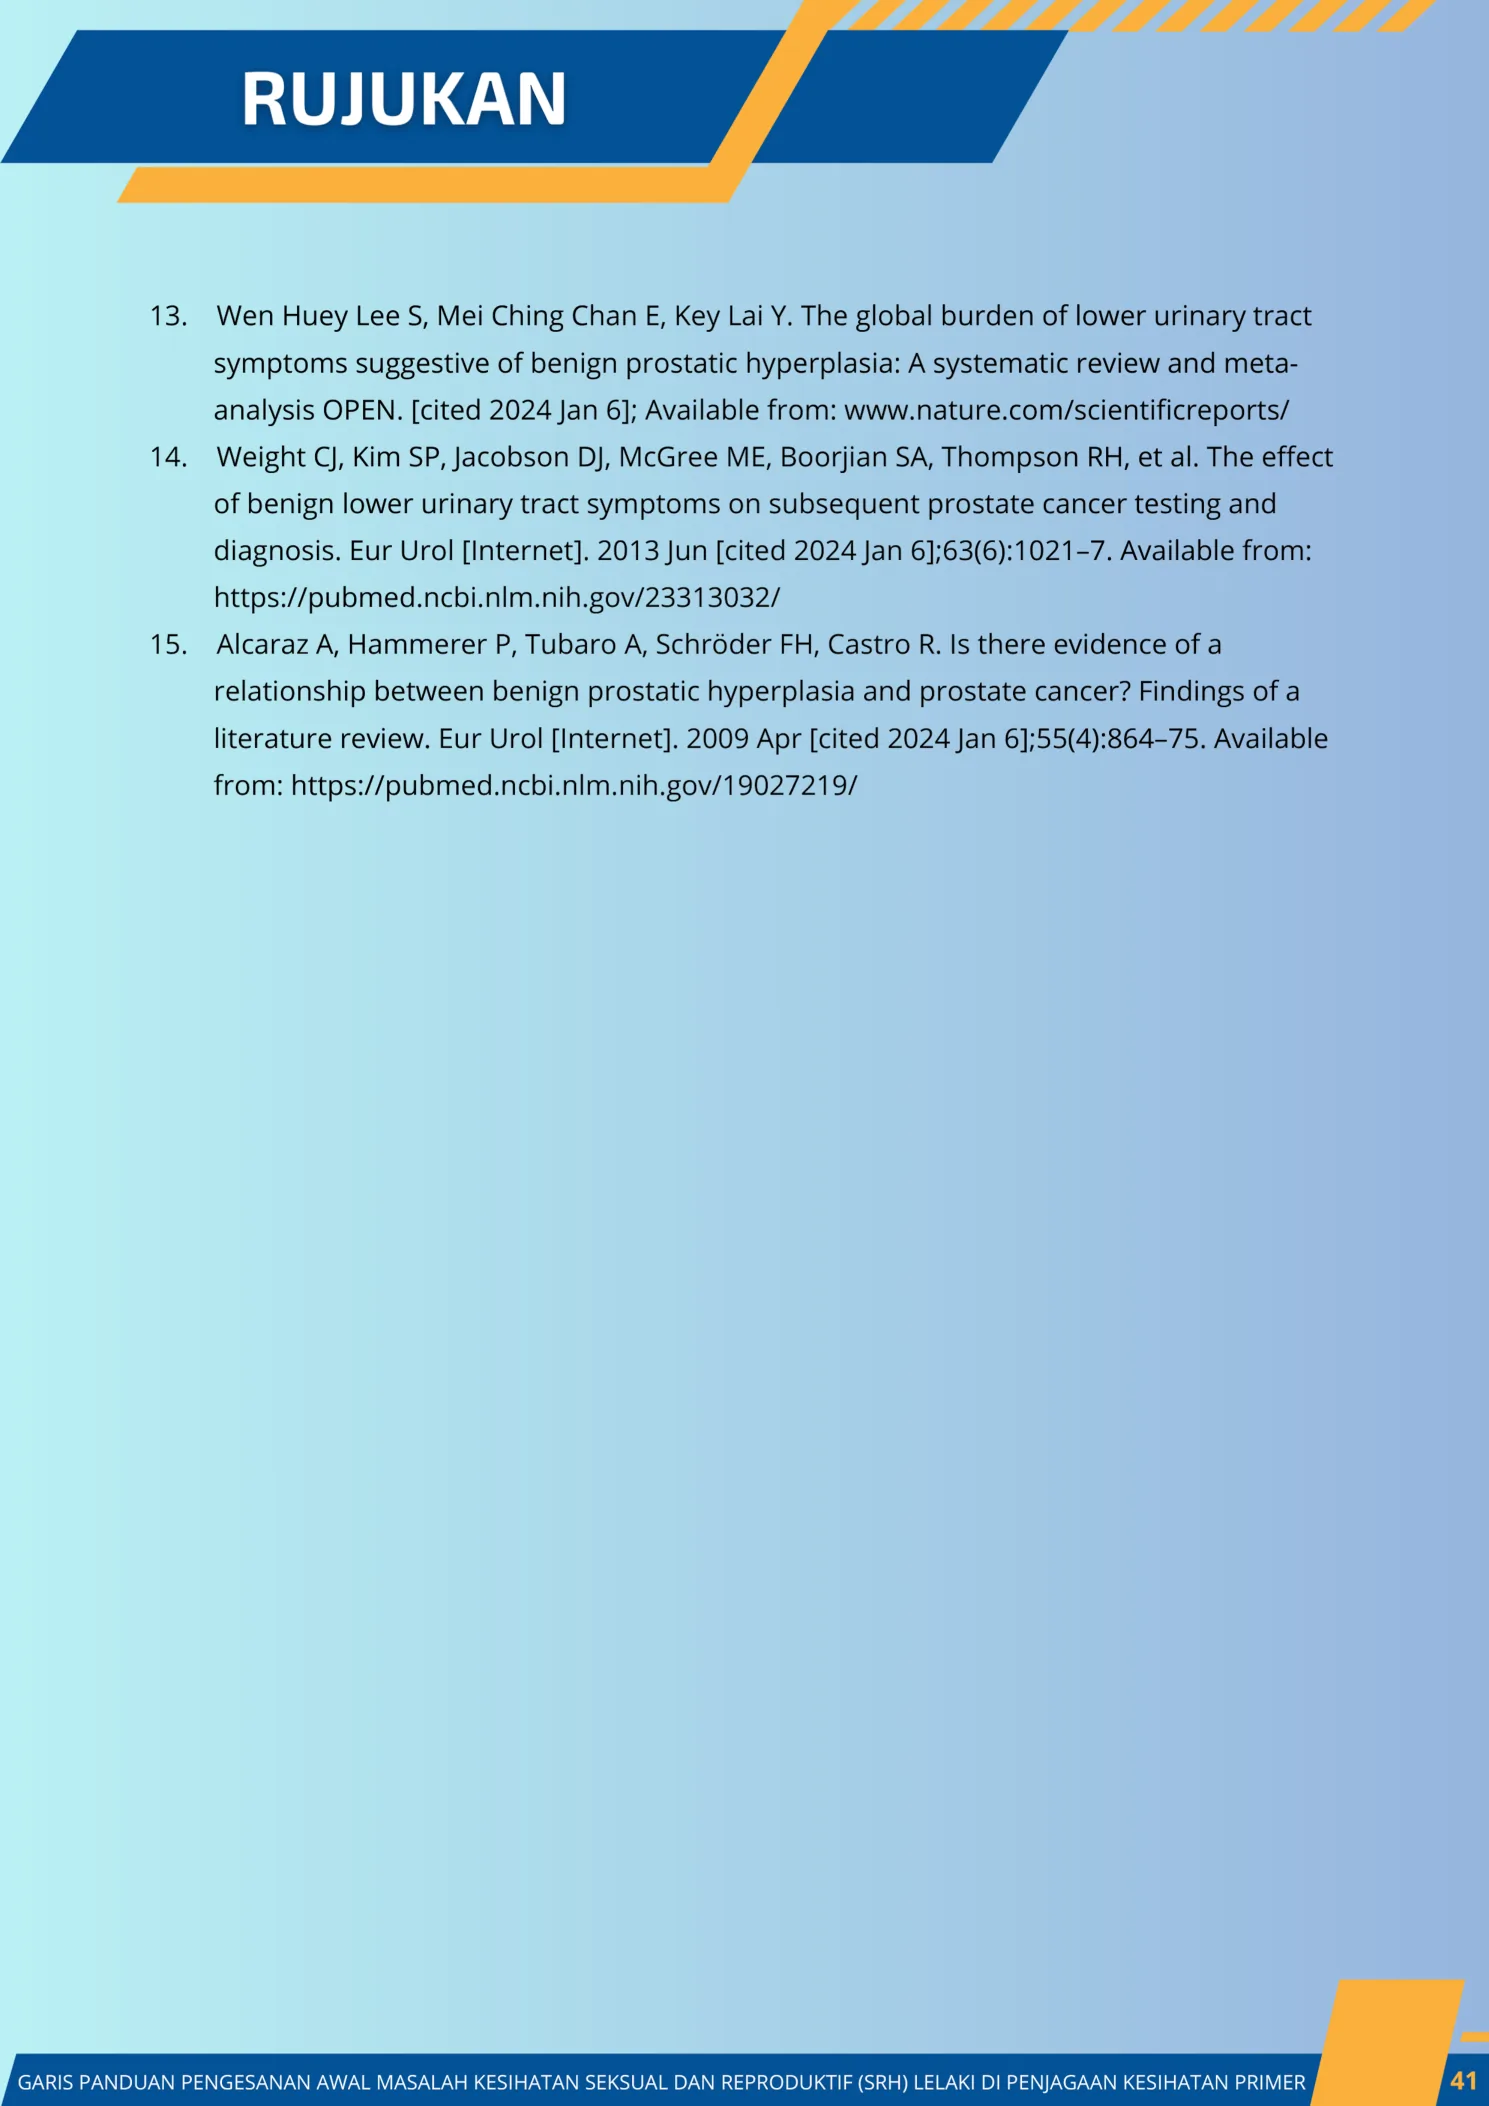 RUJUKAN
13. Wen Huey Lee S, Mei Ching Chan E, Key Lai Y. The global burden of lower urinary tract
symptoms suggestive of benign prostatic hyperplasia: A systematic review and meta-
analysis OPEN. [cited 2024 Jan 6]; Available from: www.nature.com/scientificreports/
14. Weight CJ, Kim SP, Jacobson DJ, McGree ME, Boorjian SA, Thompson RH, et al. The effect
of benign lower urinary tract symptoms on subsequent prostate cancer testing and
diagnosis. Eur Urol [Internet]. 2013 Jun [cited 2024 Jan 6];63(6):1021–7. Available from:
https://pubmed.ncbi.nlm.nih.gov/23313032/
15. Alcaraz A, Hammerer P, Tubaro A, Schröder FH, Castro R. Is there evidence of a
relationship between benign prostatic hyperplasia and prostate cancer? Findings of a
literature review. Eur Urol [Internet]. 2009 Apr [cited 2024 Jan 6];55(4):864–75. Available
from: https://pubmed.ncbi.nlm.nih.gov/19027219/
GARIS PANDUAN PENGESANAN AWAL MASALAH KESIHATAN SEKSUAL DAN REPRODUKTIF (SRH) LELAKI DI PENJAGAAN KESIHATAN PRIMER 41